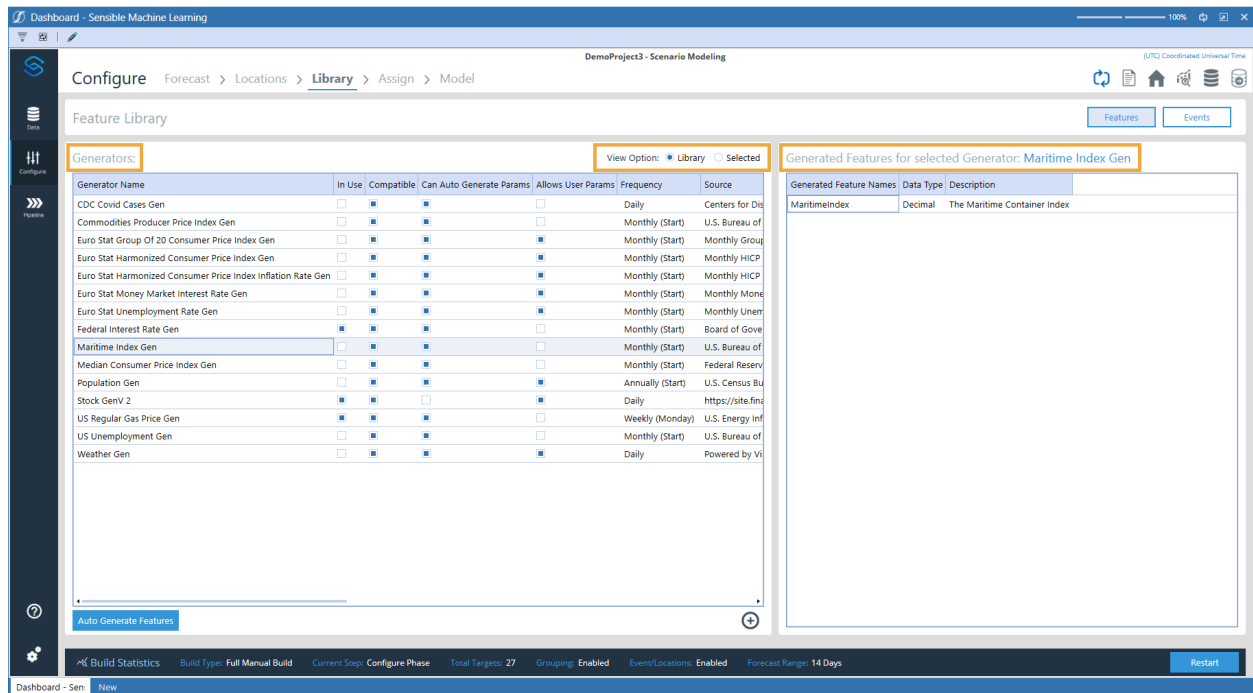 Dashboard - Sensible Machine Learning
100%
DemoProject3 - Scenario Modeling
(UTC) Coordinated Universal Time
Configure Forecast > Locations > Library > Assign > Model
Data
Configure
Pipeline
Feature Library
Features Events
Generators:
View Option: Library Selected
Generated Features for selected Generator: Maritime Index Gen
Generator Name In Use Compatible Can Auto Generate Params Allows User Params Frequency Source
CDC Covid Cases Gen Daily Centers for Dis
Commodities Producer Price Index Gen Monthly (Start) U.S. Bureau of
Euro Stat Group Of 20 Consumer Price Index Gen Monthly (Start) Monthly Group
Euro Stat Harmonized Consumer Price Index Gen Monthly (Start) Monthly HICP
Euro Stat Harmonized Consumer Price Index Inflation Rate Gen Monthly (Start) Monthly HICP
Euro Stat Money Market Interest Rate Gen Monthly (Start) Monthly Mone
Euro Stat Unemployment Rate Gen Monthly (Start) Monthly Unem
Federal Interest Rate Gen Monthly (Start) Board of Gove
Maritime Index Gen Monthly (Start) U.S. Bureau of
Median Consumer Price Index Gen Monthly (Start) Federal Reserv
Population Gen Annually (Start) U.S. Census Bu
Stock GenV 2 Daily https://site.fina
US Regular Gas Price Gen Weekly (Monday) U.S. Energy Inf
US Unemployment Gen Monthly (Start) U.S. Bureau of
Weather Gen Daily Powered by Vi
Generated Feature Names Data Type Description
MaritimeIndex Decimal The Maritime Container Index
Auto Generate Features
Build Statistics Build Type: Full Manual Build Current Step: Configure Phase Total Targets: 27 Grouping: Enabled Event/Locations: Enabled Forecast Range: 14 Days Restart
Dashboard - Sen: New